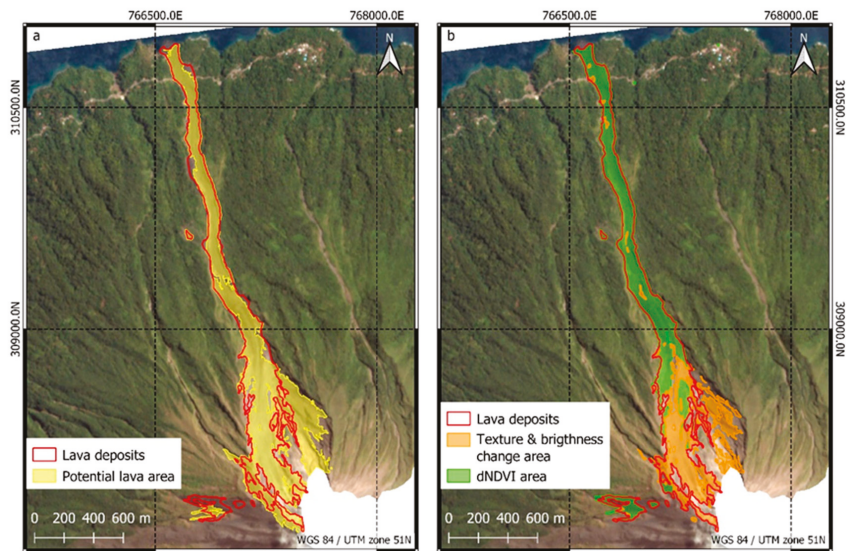 766500.0E
768000.0E
766500.0E
768000.0E
a
N
b
N
310500.0N
310500.0N
309000.0N
309000.0N
Lava deposits
Potential lava area
Lava deposits
Texture & brigthness
change area
dNDVI area
0 200 400 600 m
WGS 84 / UTM zone 51N
0 200 400 600 m
WGS 84 / UTM zone 51N